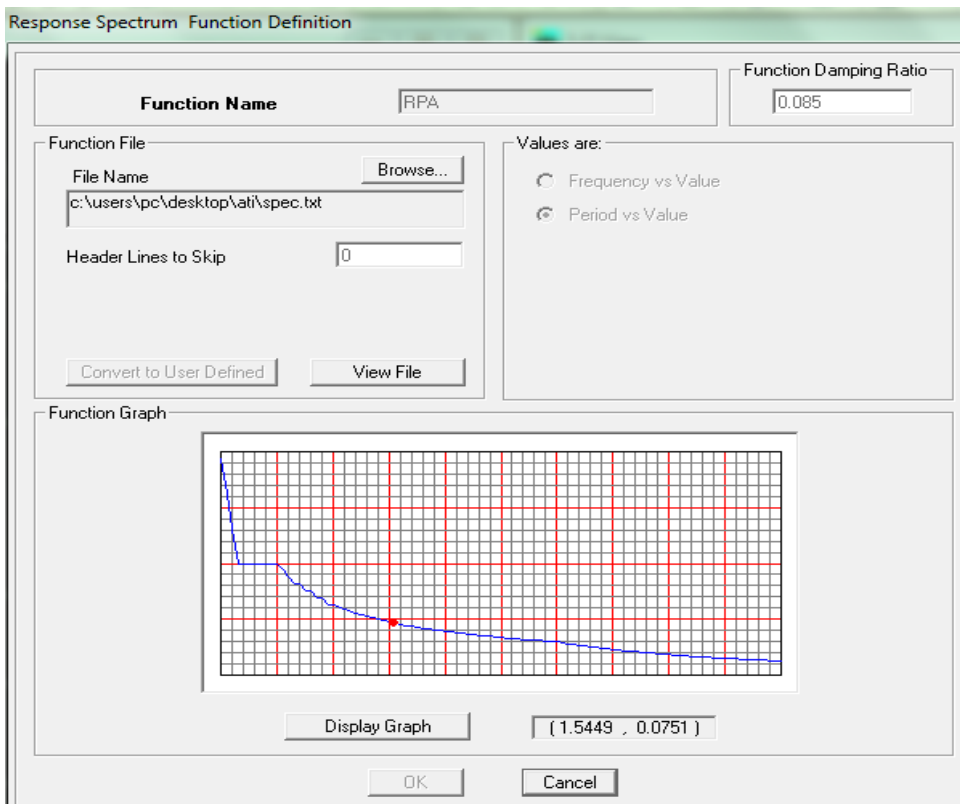 Response Spectrum  Function Definition
Function Name
RPA
Function Damping Ratio
0.085
Function File
File Name
Browse...
c:\users\pc\desktop\ati\spec.txt
Header Lines to Skip
0
Convert to User Defined
View File
Values are:
Frequency vs Value
Period vs Value
Function Graph
Display Graph
( 1.5449  ,  0.0751 )
OK
Cancel